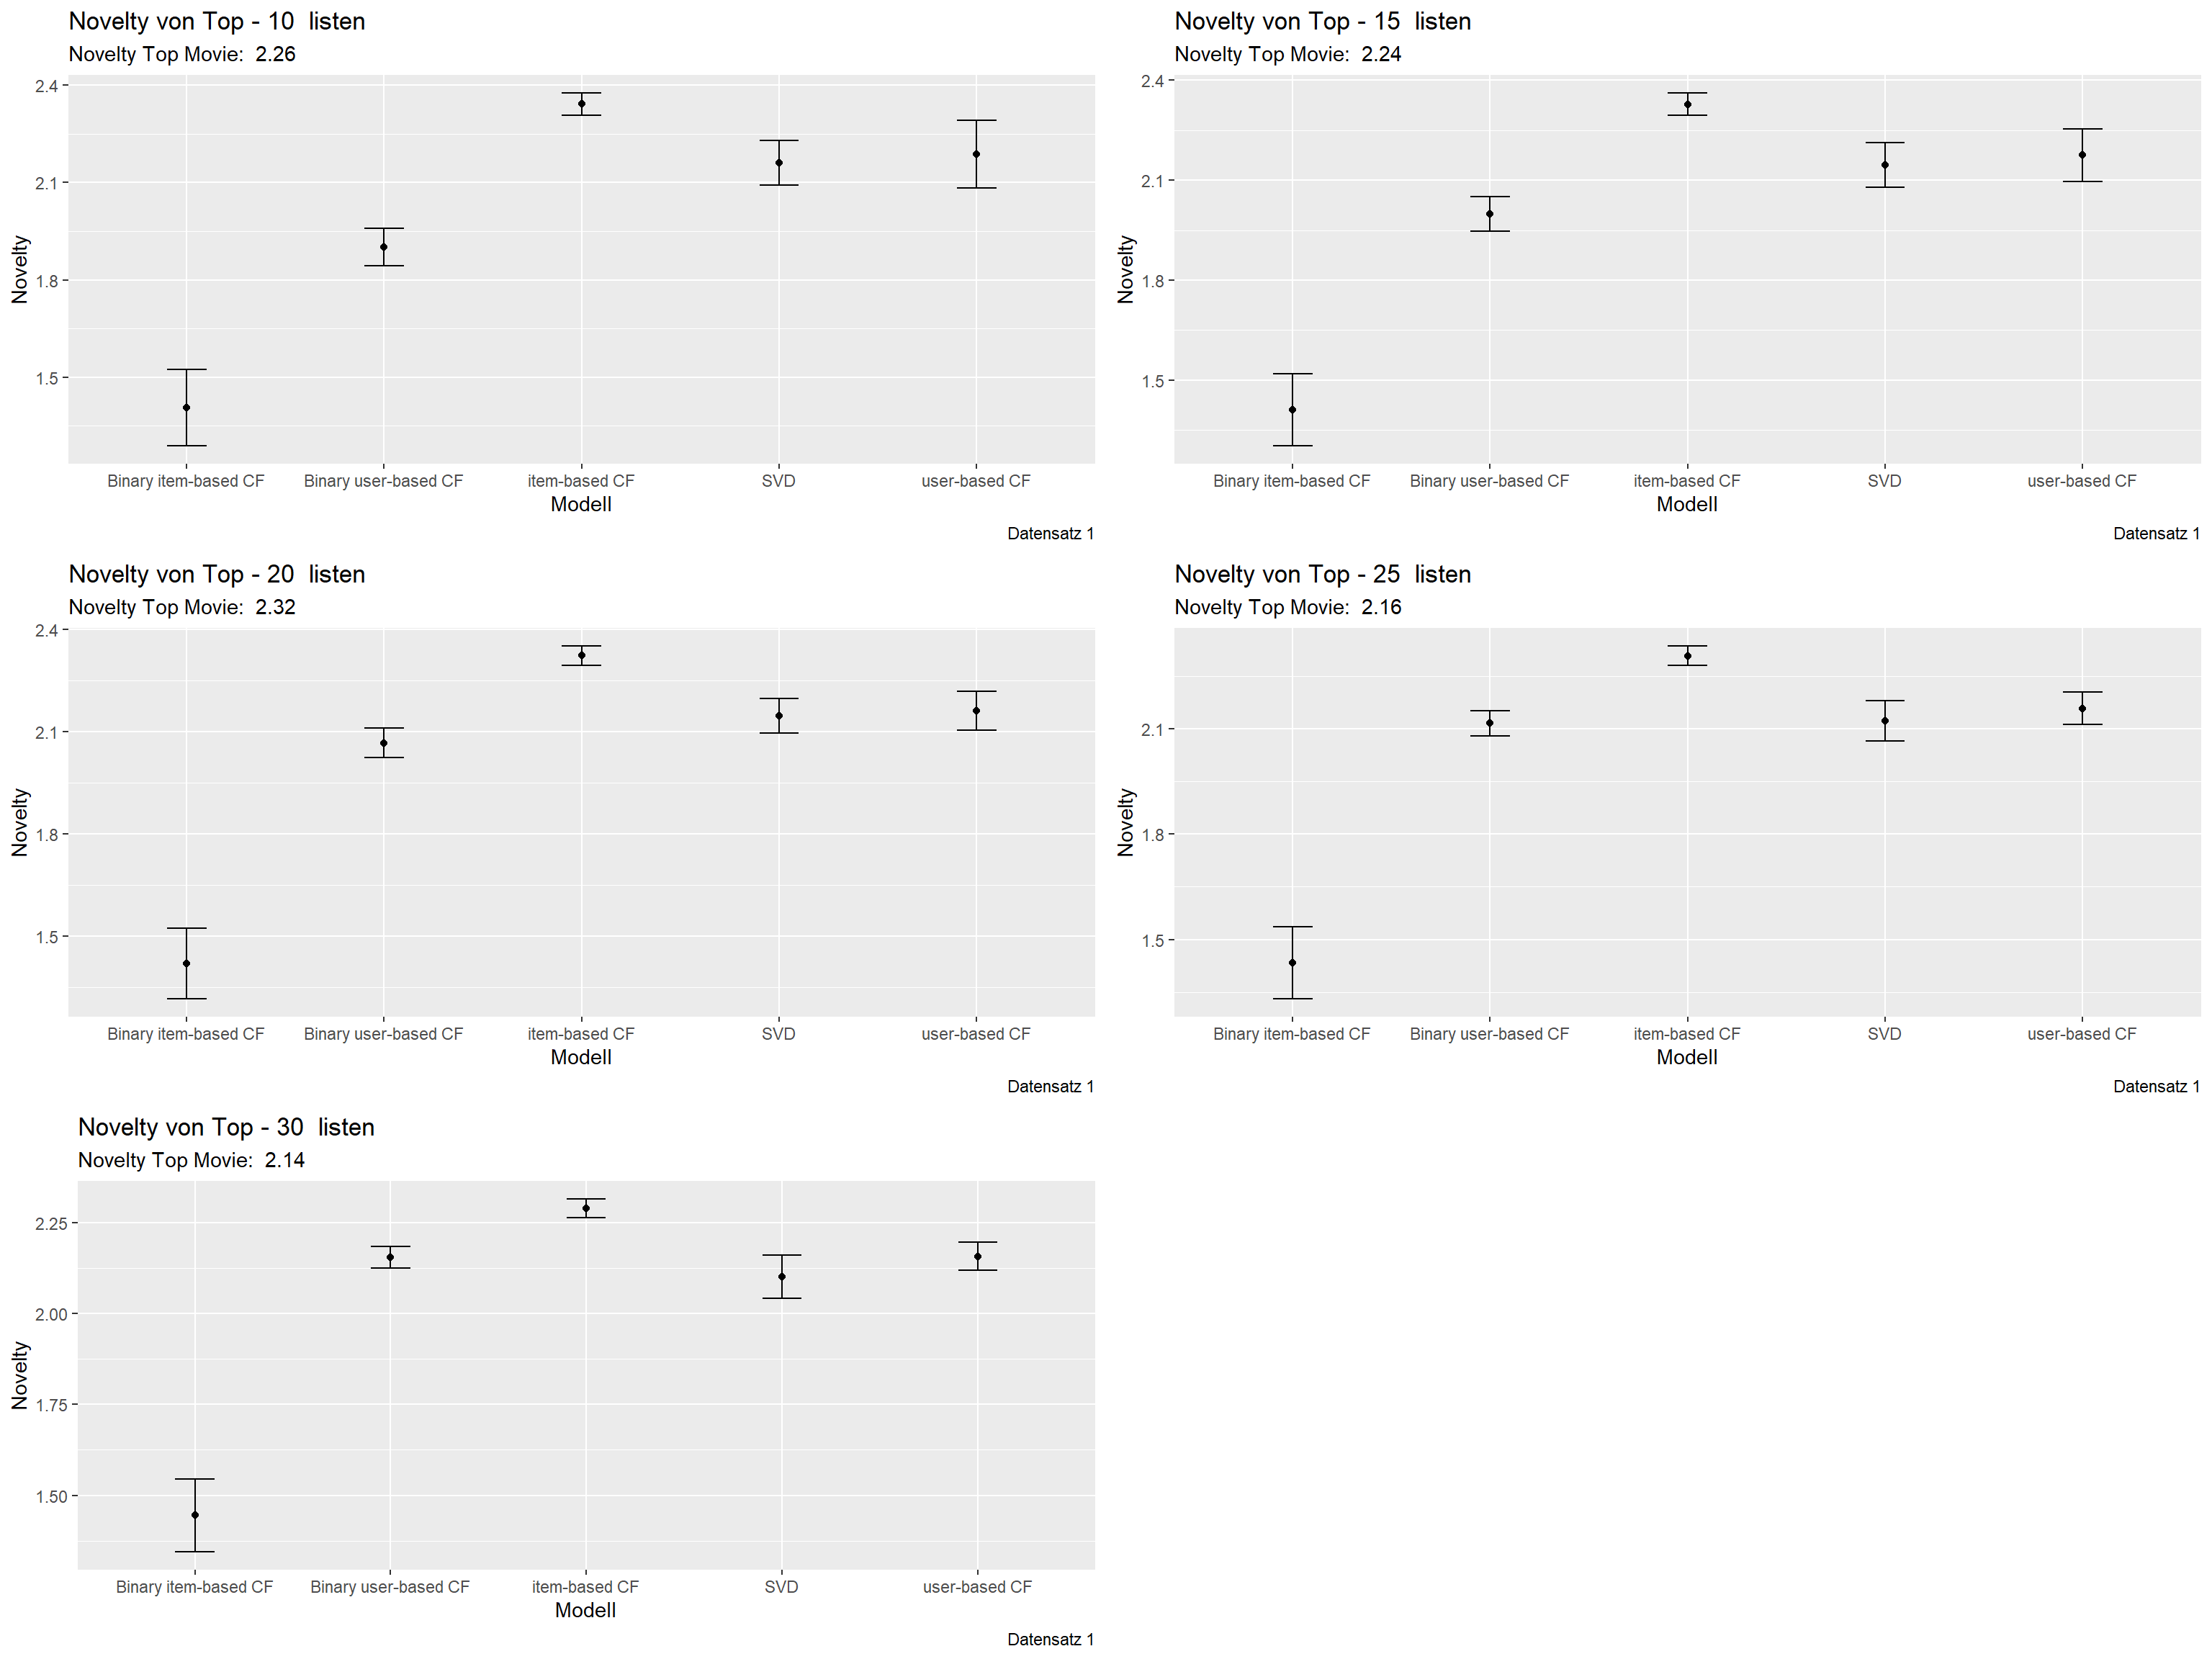 Novelty von Top - 10  listen
Novelty Top Movie:  2.26
2.4
2.1
1.8
1.5
Novelty
Binary item-based CF Binary user-based CF item-based CF SVD user-based CF
Modell
Datensatz 1
Novelty von Top - 15  listen
Novelty Top Movie:  2.24
2.4
2.1
1.8
1.5
Novelty
Binary item-based CF Binary user-based CF item-based CF SVD user-based CF
Modell
Datensatz 1
Novelty von Top - 20  listen
Novelty Top Movie:  2.32
2.4
2.1
1.8
1.5
Novelty
Binary item-based CF Binary user-based CF item-based CF SVD user-based CF
Modell
Datensatz 1
Novelty von Top - 25  listen
Novelty Top Movie:  2.16
2.1
1.8
1.5
Novelty
Binary item-based CF Binary user-based CF item-based CF SVD user-based CF
Modell
Datensatz 1
Novelty von Top - 30  listen
Novelty Top Movie:  2.14
2.25
2.00
1.75
1.50
Novelty
Binary item-based CF Binary user-based CF item-based CF SVD user-based CF
Modell
Datensatz 1